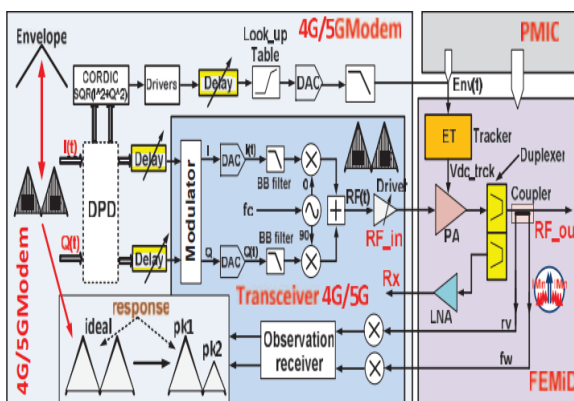 4G/5GModem
PMIC
Envelope
CORDIC
SQR(I^2+Q^2)
Drivers
Delay
Look_up
Table
DAC
Env(t)
ET
Tracker
Vdc_trck
Duplexer
Coupler
I(t)
Q(t)
DPD
Delay
Delay
Modulator
I
DAC
I(t)
BB filter
0
fc
90
Q
DAC
Q(t)
BB filter
RF(t)
Driver
RF_in
PA
RF_ou
Rx
LNA
Transceiver 4G/5G
4G/5GModem
response
ideal
pk1
pk2
Observation
receiver
rv
fw
FEMiD